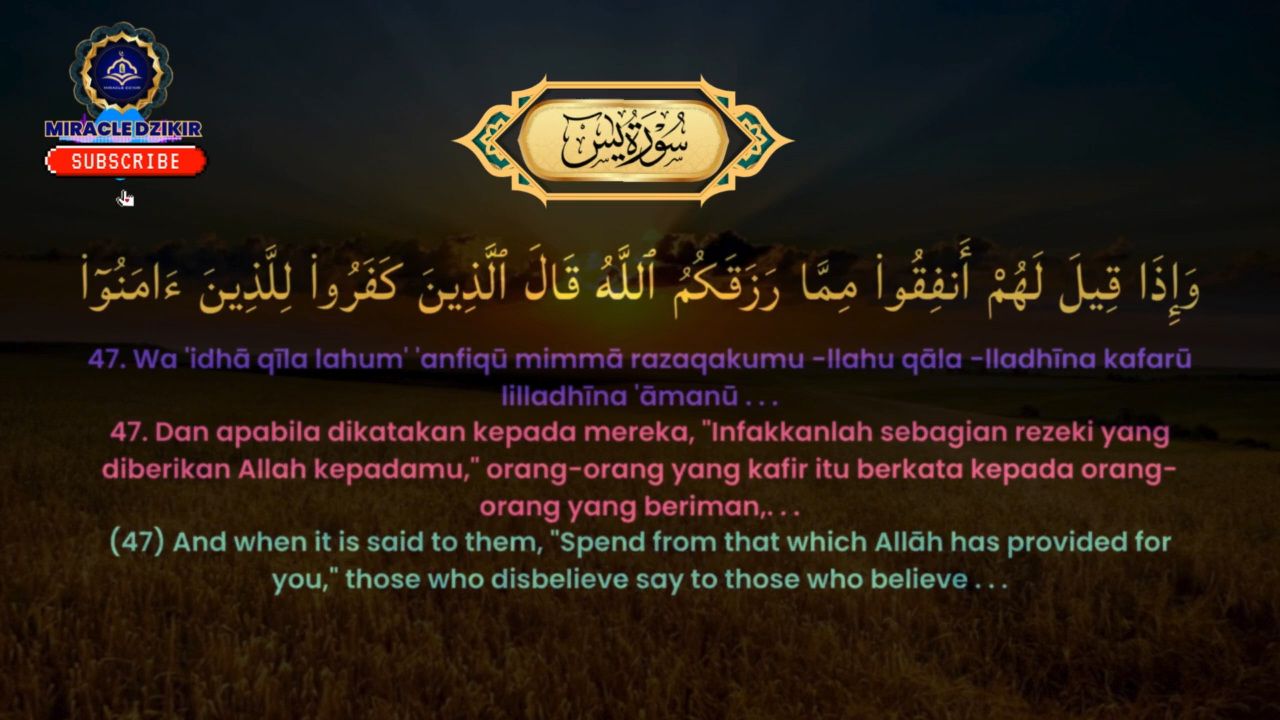 MIRACLE DZIKIR
MIRACLE DZIKIR
SUBSCRIBE
سُوْرَةُ يس
وَإِذَا قِيلَ لَهُمْ أَنفِقُوا۟ مِمَّا رَزَقَكُمُ ٱللَّهُ قَالَ ٱلَّذِينَ كَفَرُوا۟ لِلَّذِينَ ءَامَنُوٓا۟
47. Wa 'idhā qīla lahum' 'anfiqū mimmā razaqakumu -llahu qāla -lladhīna kafarū
lilladhīna 'āmanū . . .
47. Dan apabila dikatakan kepada mereka, "Infakkanlah sebagian rezeki yang
diberikan Allah kepadamu," orang-orang yang kafir itu berkata kepada orang-
orang yang beriman,. . .
(47) And when it is said to them, "Spend from that which Allāh has provided for
you," those who disbelieve say to those who believe . . .